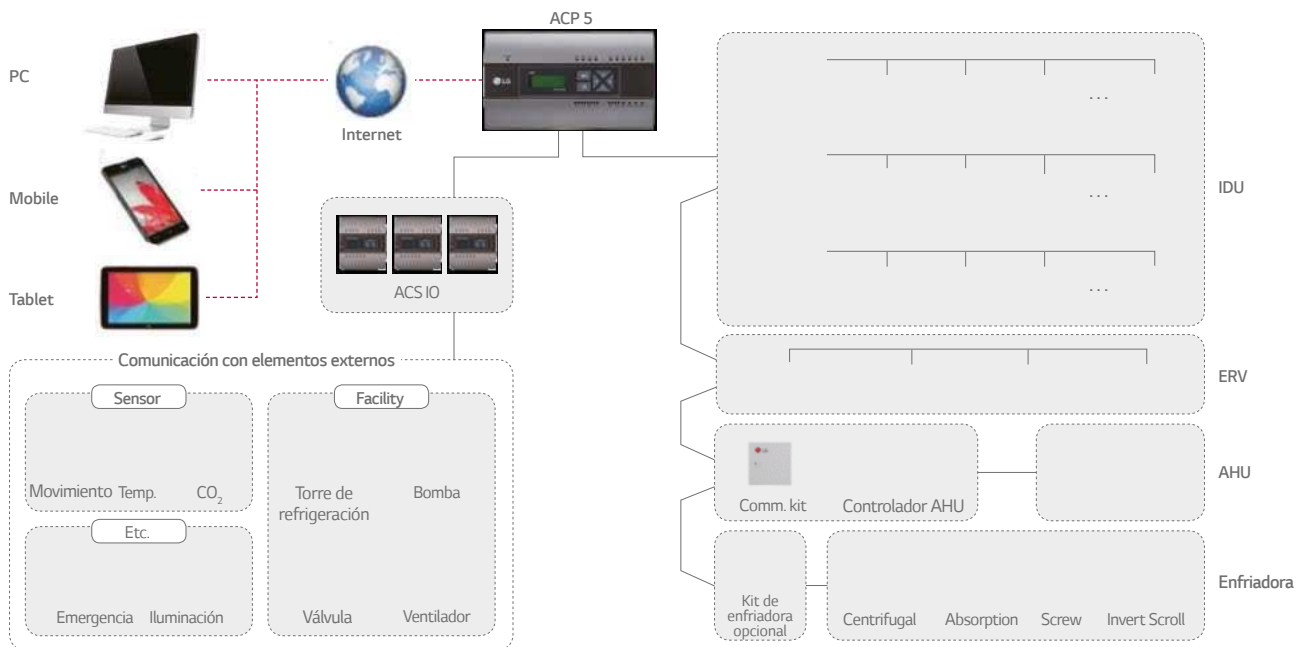 ACP 5
PC
Internet
Mobile
IDU
ACS IO
Tablet
Comunicación con elementos externos
Sensor
Facility
ERV
Movimiento
Temp.
CO₂
Torre de
refrigeración
Bomba
Comm. kit
Controlador AHU
AHU
Etc.
Emergencia
Iluminación
Válvula
Ventilador
Kit de
enfriadora
opcional
Centrifugal
Absorption
Screw
Invert Scroll
Enfriadora
LG
LG
...
...
...